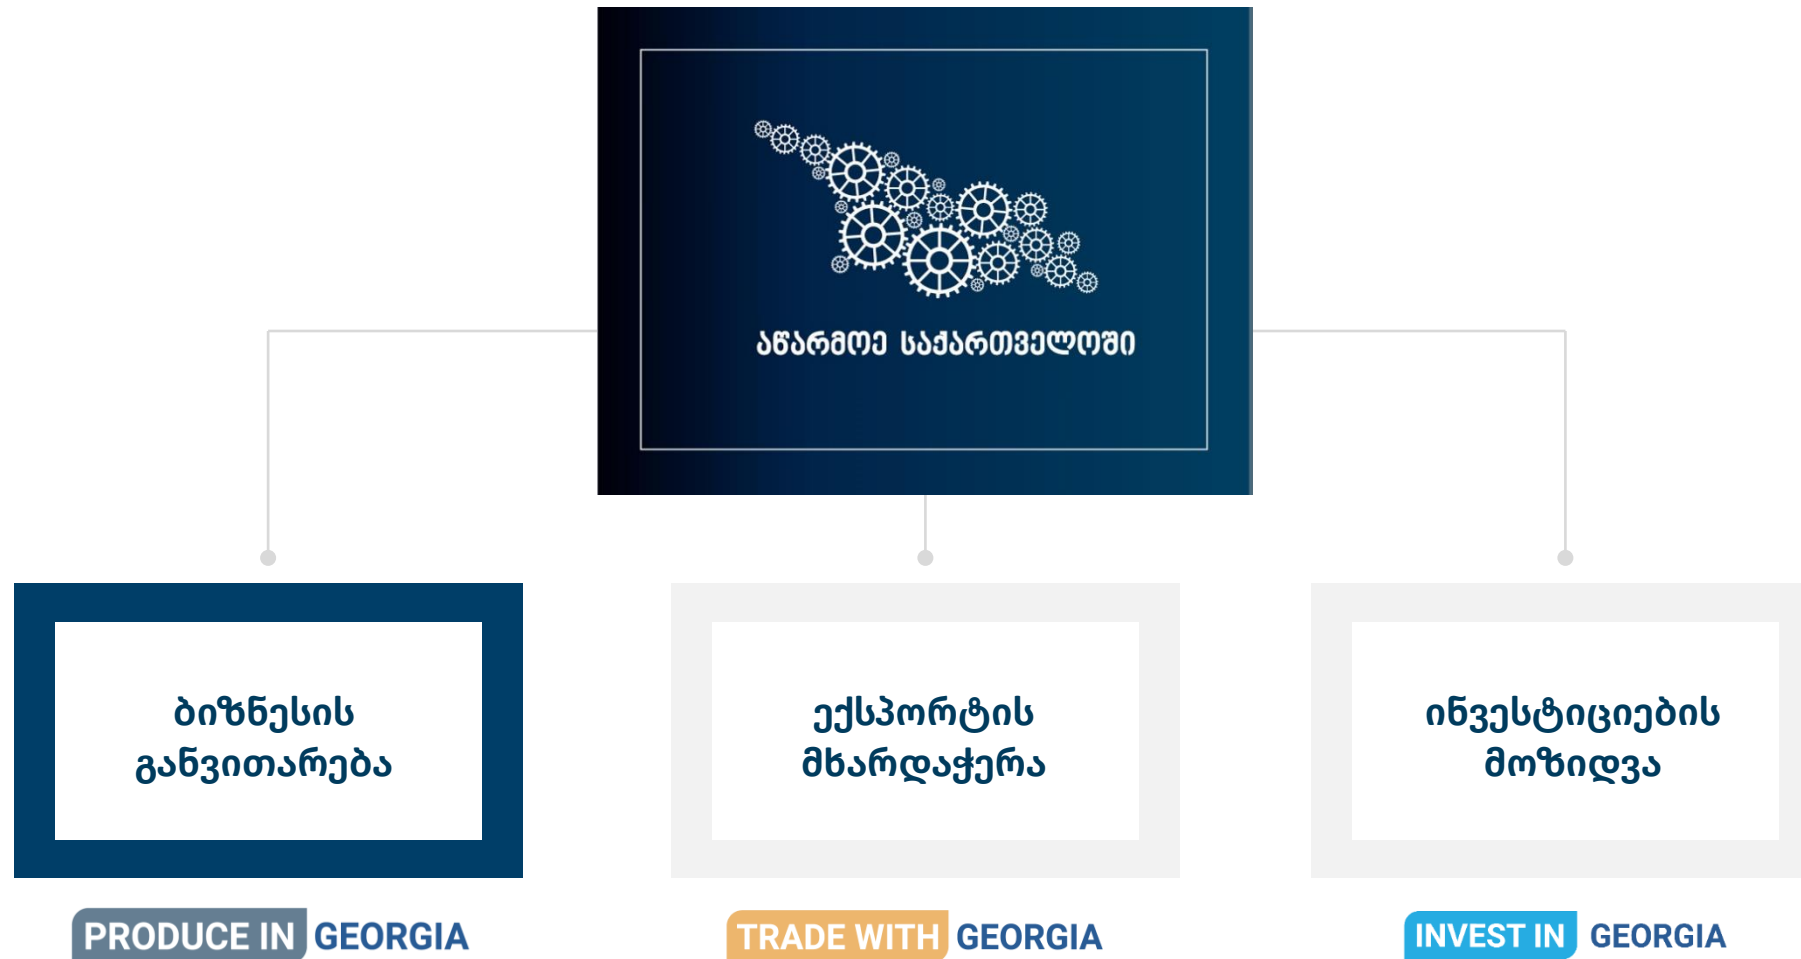 აწარმოე საქართველოში
ბიზნესის
განვითარება
ექსპორტის
მხარდაჭერა
ინვესტიციების
მოზიდვა
PRODUCE IN GEORGIA
TRADE WITH GEORGIA
INVEST IN GEORGIA